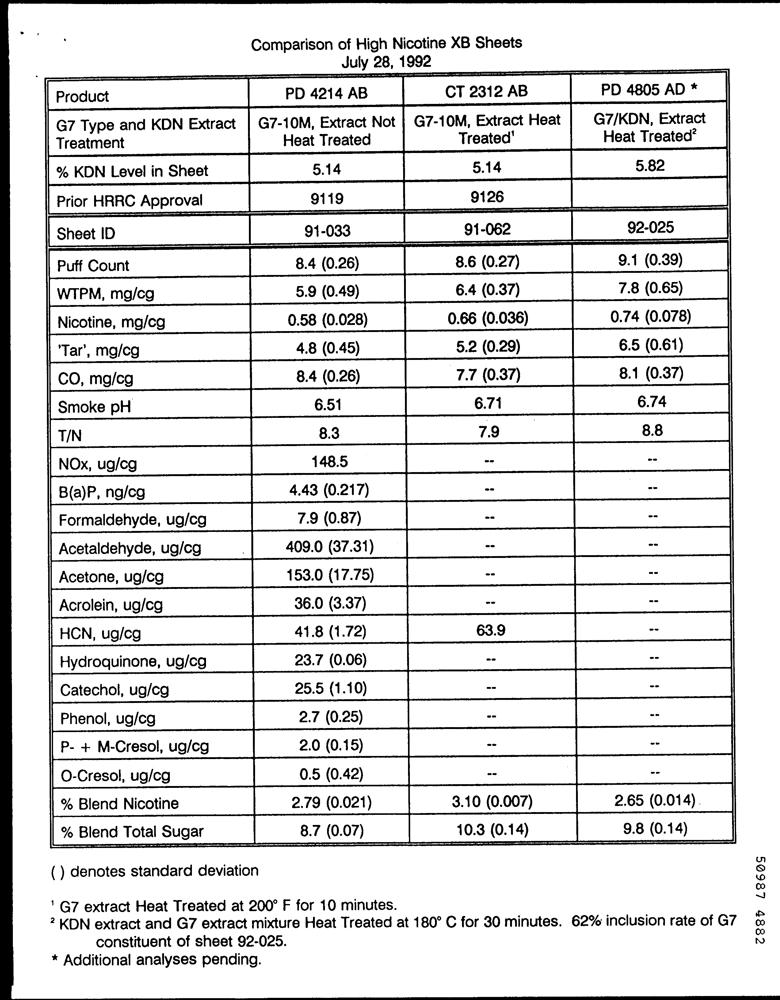 Comparison of High Nicotine XB Sheets
July 28, 1992
Product PD 4214 AB CT 2312 AB PD 4805 AD *
G7 Type and KDN Extract Treatment G7-10M, Extract Not Heat Treated G7-10M, Extract Heat Treated¹ G7/KDN, Extract Heat Treated²
% KDN Level in Sheet 5.14 5.14 5.82
Prior HRRC Approval 9119 9126
Sheet ID 91-033 91-062 92-025
Puff Count 8.4 (0.26) 8.6 (0.27) 9.1 (0.39)
WTPM, mg/cg 5.9 (0.49) 6.4 (0.37) 7.8 (0.65)
Nicotine, mg/cg 0.58 (0.028) 0.66 (0.036) 0.74 (0.078)
'Tar', mg/cg 4.8 (0.45) 5.2 (0.29) 6.5 (0.61)
CO, mg/cg 8.4 (0.26) 7.7 (0.37) 8.1 (0.37)
Smoke pH 6.51 6.71 6.74
T/N 8.3 7.9 8.8
NOx, ug/cg 148.5 -- --
B(a)P, ng/cg 4.43 (0.217) -- --
Formaldehyde, ug/cg 7.9 (0.87) -- --
Acetaldehyde, ug/cg 409.0 (37.31) -- --
Acetone, ug/cg 153.0 (17.75) -- --
Acrolein, ug/cg 36.0 (3.37) -- --
HCN, ug/cg 41.8 (1.72) 63.9 --
Hydroquinone, ug/cg 23.7 (0.06) -- --
Catechol, ug/cg 25.5 (1.10) -- --
Phenol, ug/cg 2.7 (0.25) -- --
P- + M-Cresol, ug/cg 2.0 (0.15) -- --
O-Cresol, ug/cg 0.5 (0.42) -- --
% Blend Nicotine 2.79 (0.021) 3.10 (0.007) 2.65 (0.014)
% Blend Total Sugar 8.7 (0.07) 10.3 (0.14) 9.8 (0.14)
( ) denotes standard deviation
¹ G7 extract Heat Treated at 200° F for 10 minutes.
² KDN extract and G7 extract mixture Heat Treated at 180° C for 30 minutes. 62% inclusion rate of G7
constituent of sheet 92-025.
* Additional analyses pending.
50987 4882